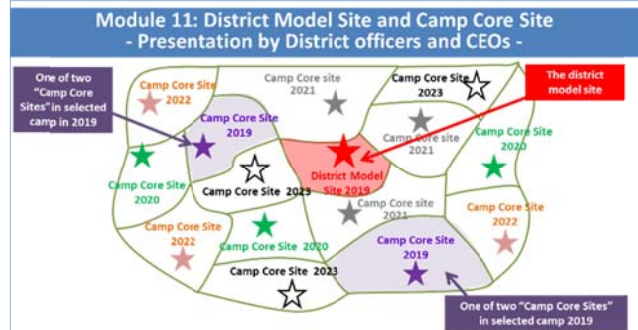 Module 11: District Model Site and Camp Core Site
- Presentation by District officers and CEOs -
One of two
“Camp Core
Sites”in selected
camp in 2019
Camp Core Site
2022
Camp Core site
2021
Camp Core Site
2023
The district
model site
Camp Core Site
2019
Camp Core site
2021
Camp Core Site
2020
Camp Core Site
2020
Camp Core Site 2023
District Model
Site 2019
Camp Core site
2021
Camp Core Site
2022
Camp Core Site
2022
Camp Core Site 2020
Camp Core Site
2019
Camp Core Site 2023
One of two “Camp Core Sites”
in selected camp 2019